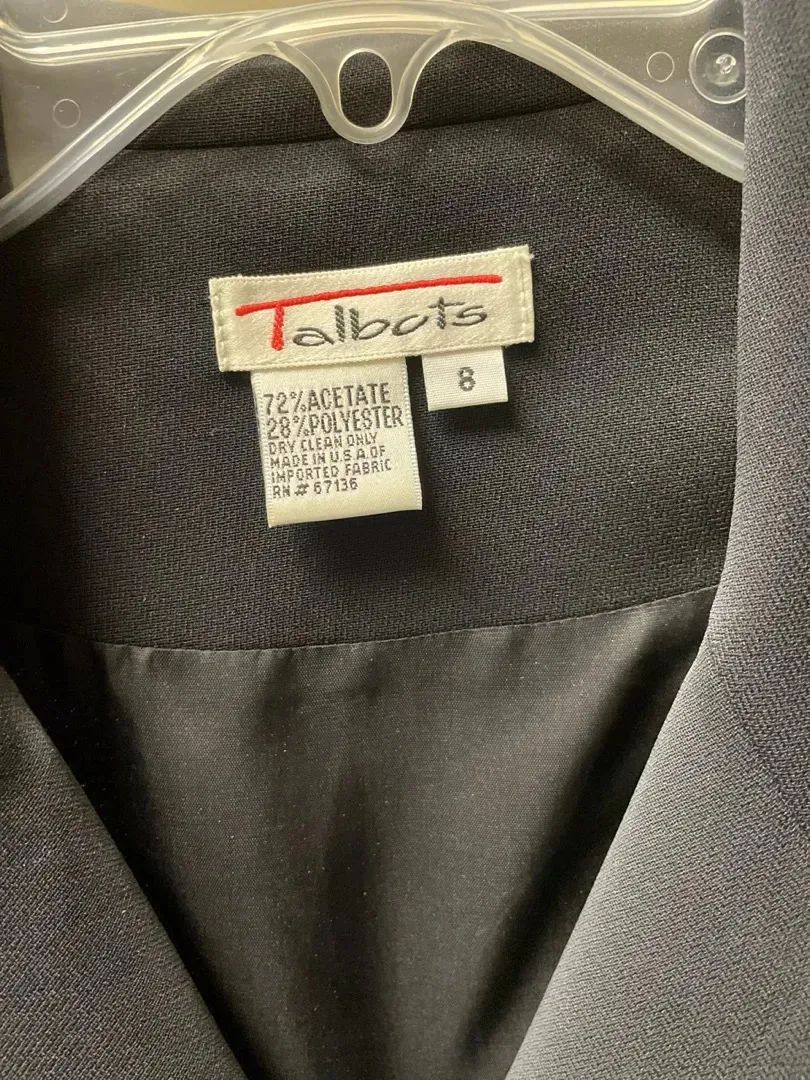 Talbots
8
72%ACETATE
28%POLYESTER
DRY CLEAN ONLY
MADE IN U.S.A.OF
IMPORTED FABRIC
RN # 67136